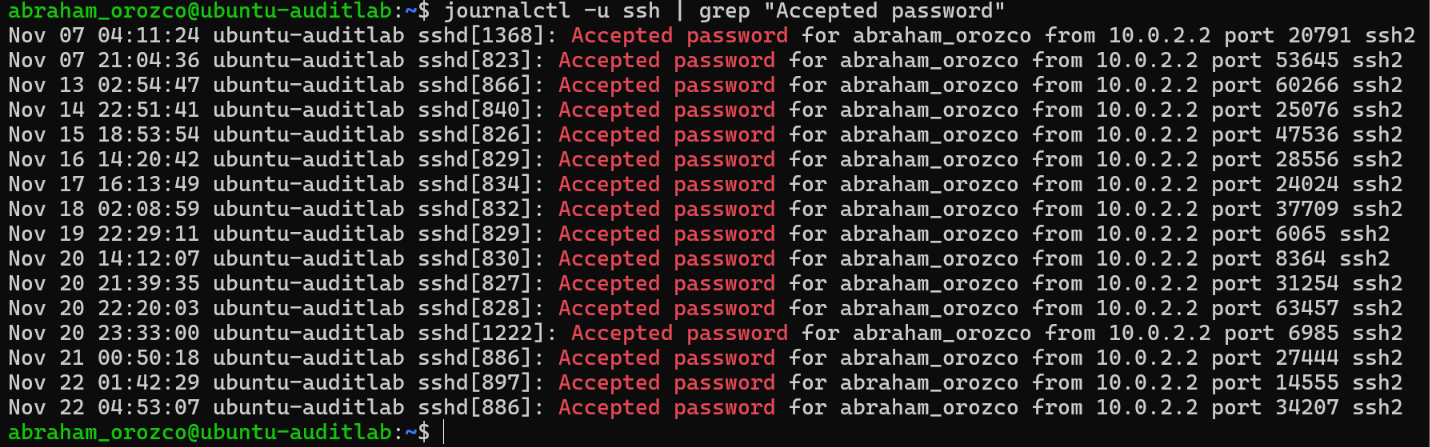 abraham_orozco@ubuntu-auditlab:~$ journalctl -u ssh | grep "Accepted password"
Nov 07 04:11:24 ubuntu-auditlab sshd[1368]: Accepted password for abraham_orozco from 10.0.2.2 port 20791 ssh2
Nov 07 21:04:36 ubuntu-auditlab sshd[823]: Accepted password for abraham_orozco from 10.0.2.2 port 53645 ssh2
Nov 13 02:54:47 ubuntu-auditlab sshd[866]: Accepted password for abraham_orozco from 10.0.2.2 port 60266 ssh2
Nov 14 22:51:41 ubuntu-auditlab sshd[840]: Accepted password for abraham_orozco from 10.0.2.2 port 25076 ssh2
Nov 15 18:53:54 ubuntu-auditlab sshd[826]: Accepted password for abraham_orozco from 10.0.2.2 port 47536 ssh2
Nov 16 14:20:42 ubuntu-auditlab sshd[829]: Accepted password for abraham_orozco from 10.0.2.2 port 28556 ssh2
Nov 17 16:13:49 ubuntu-auditlab sshd[834]: Accepted password for abraham_orozco from 10.0.2.2 port 24024 ssh2
Nov 18 02:08:59 ubuntu-auditlab sshd[832]: Accepted password for abraham_orozco from 10.0.2.2 port 37709 ssh2
Nov 19 22:29:11 ubuntu-auditlab sshd[829]: Accepted password for abraham_orozco from 10.0.2.2 port 6065 ssh2
Nov 20 14:12:07 ubuntu-auditlab sshd[830]: Accepted password for abraham_orozco from 10.0.2.2 port 8364 ssh2
Nov 20 21:39:35 ubuntu-auditlab sshd[827]: Accepted password for abraham_orozco from 10.0.2.2 port 31254 ssh2
Nov 20 22:20:03 ubuntu-auditlab sshd[828]: Accepted password for abraham_orozco from 10.0.2.2 port 63457 ssh2
Nov 20 23:33:00 ubuntu-auditlab sshd[1222]: Accepted password for abraham_orozco from 10.0.2.2 port 6985 ssh2
Nov 21 00:50:18 ubuntu-auditlab sshd[886]: Accepted password for abraham_orozco from 10.0.2.2 port 27444 ssh2
Nov 22 01:42:29 ubuntu-auditlab sshd[897]: Accepted password for abraham_orozco from 10.0.2.2 port 14555 ssh2
Nov 22 04:53:07 ubuntu-auditlab sshd[886]: Accepted password for abraham_orozco from 10.0.2.2 port 34207 ssh2
abraham_orozco@ubuntu-auditlab:~$